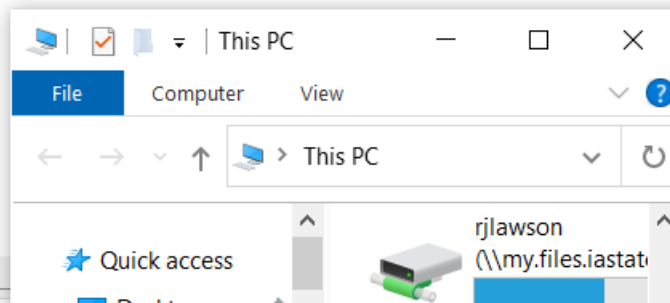 This PC
File Computer View ?
This PC
Quick access
rjlawson
(\\my.files.iastat